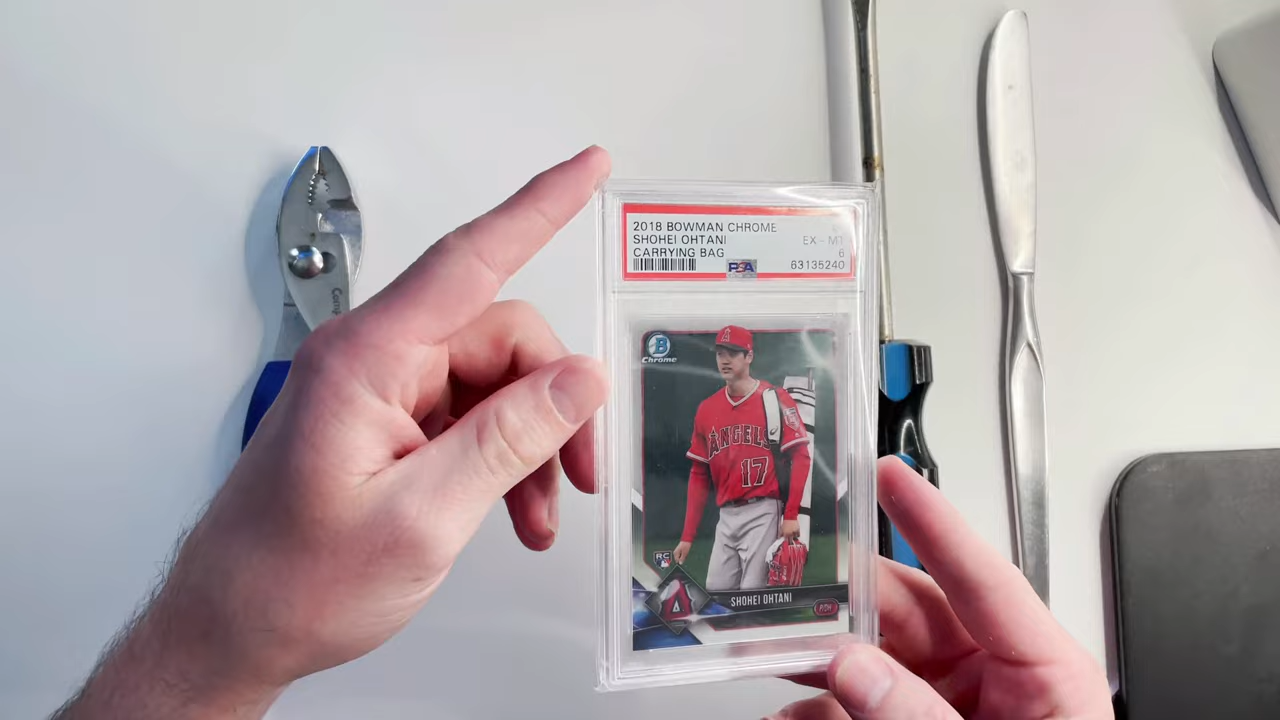 2018 BOWMAN CHROME
SHOHEI OHTANI
EX - MT
CARRYING BAG
6
PSA
63135240
B
Chrome
ANGELS
17
RC
SHOHEI OHTANI